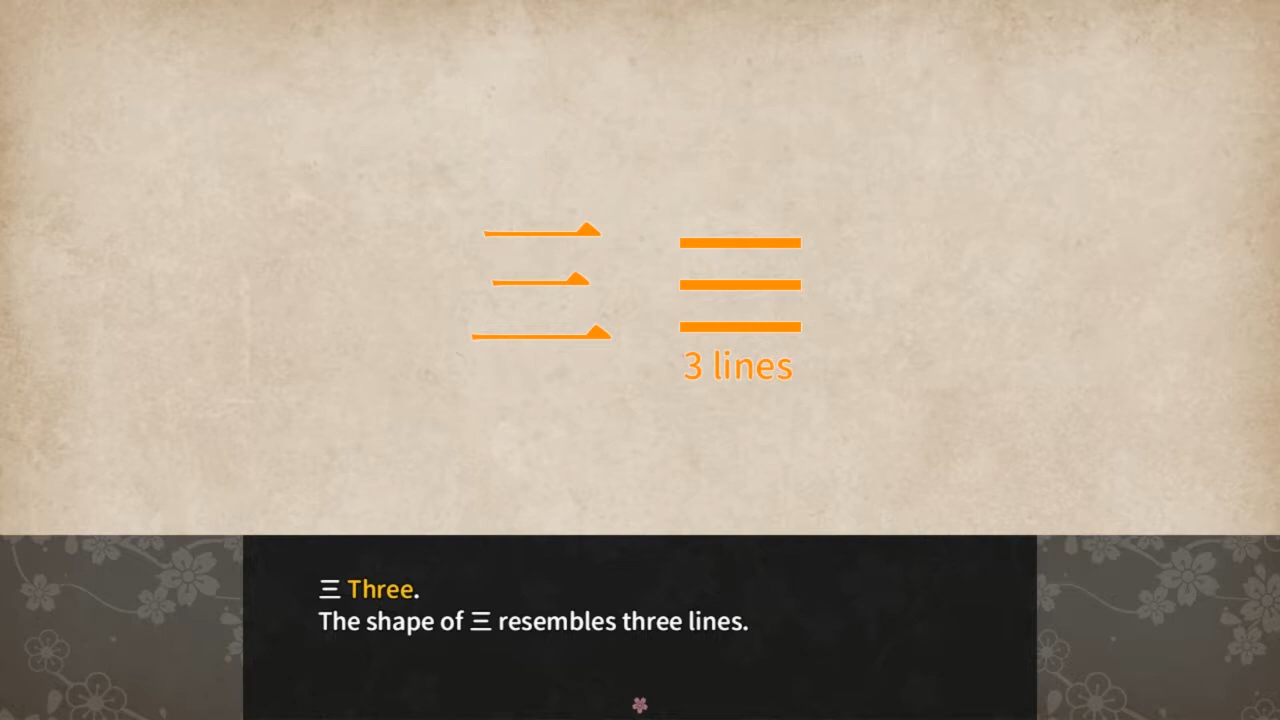 三
3 lines
三 Three.
The shape of 三 resembles three lines.